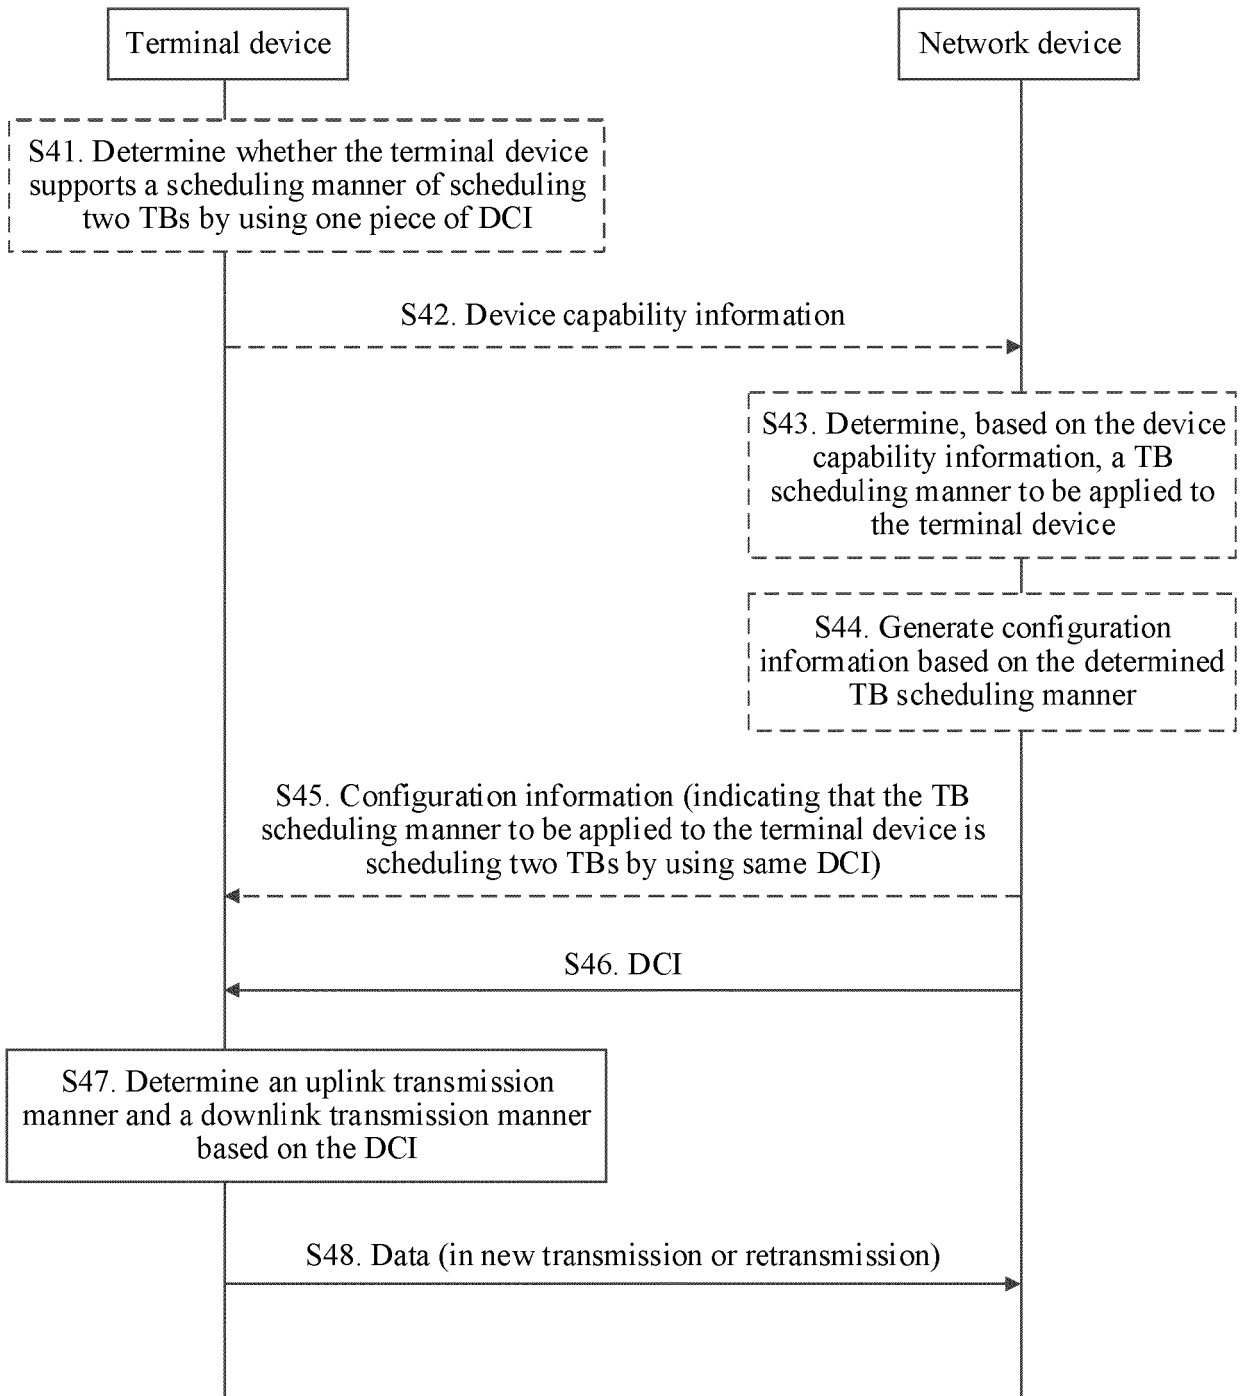 Terminal device
Network device
S41. Determine whether the terminal device
supports a scheduling manner of scheduling
two TBs by using one piece of DCI
S42. Device capability information
S43. Determine, based on the device
capability information, a TB
scheduling manner to be applied to
the terminal device
S44. Generate configuration
information based on the determined
TB scheduling manner
S45. Configuration information (indicating that the TB
scheduling manner to be applied to the terminal device is
scheduling two TBs by using same DCI)
S46. DCI
S47. Determine an uplink transmission
manner and a downlink transmission manner
based on the DCI
S48. Data (in new transmission or retransmission)